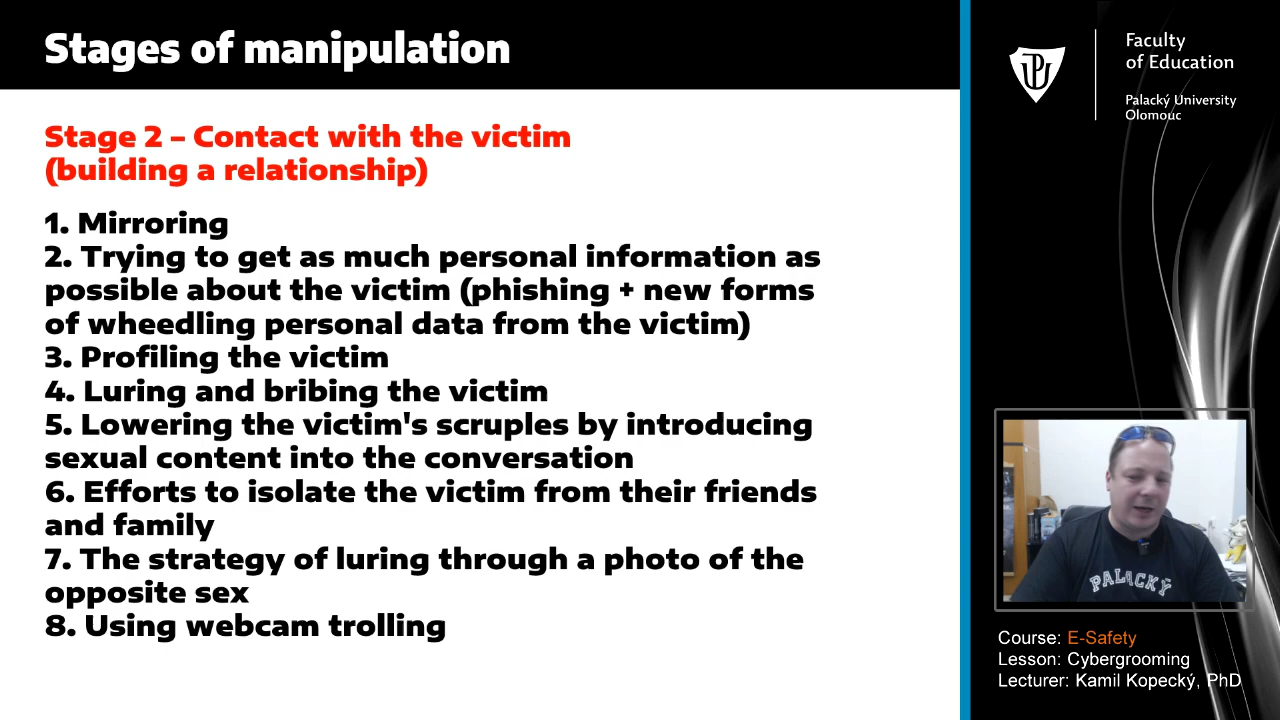 Stages of manipulation
Stage 2 – Contact with the victim
(building a relationship)
1. Mirroring
2. Trying to get as much personal information as
possible about the victim (phishing + new forms
of wheedling personal data from the victim)
3. Profiling the victim
4. Luring and bribing the victim
5. Lowering the victim's scruples by introducing
sexual content into the conversation
6. Efforts to isolate the victim from their friends
and family
7. The strategy of luring through a photo of the
opposite sex
8. Using webcam trolling
UP
Faculty
of Education
Palacký University
Olomouc
PALACKÝ
Course: E-Safety
Lesson: Cybergrooming
Lecturer: Kamil Kopecký, PhD